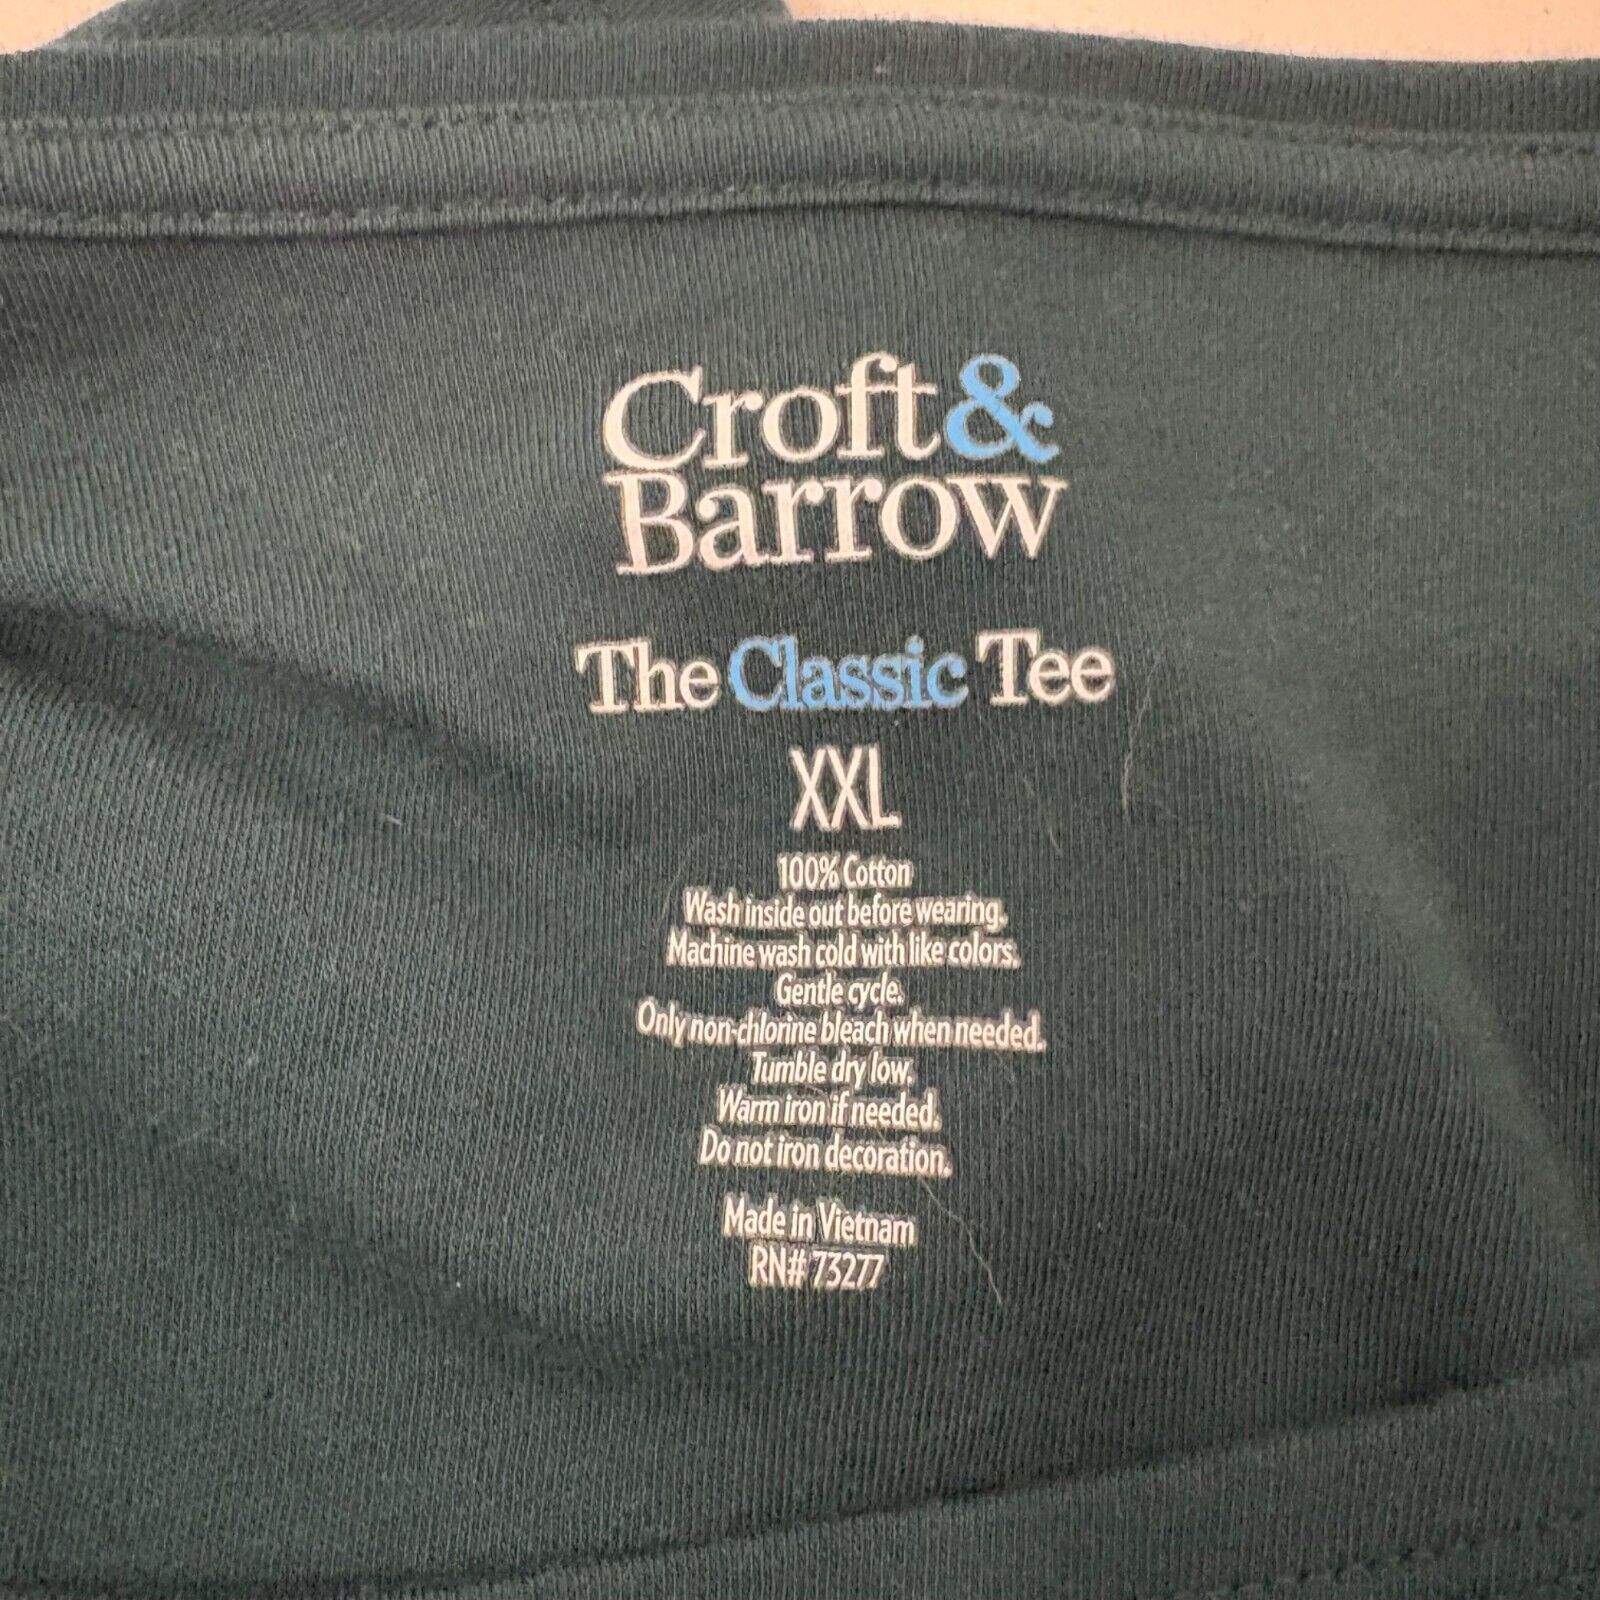 Croft &
Barrow
The Classic Tee
XXL
100% Cotton
Wash inside out before wearing.
Machine wash cold with like colors.
Gentle cycle.
Only non-chlorine bleach when needed.
Tumble dry low.
Warm iron if needed.
Do not iron decoration.
Made in Vietnam
RN# 73277